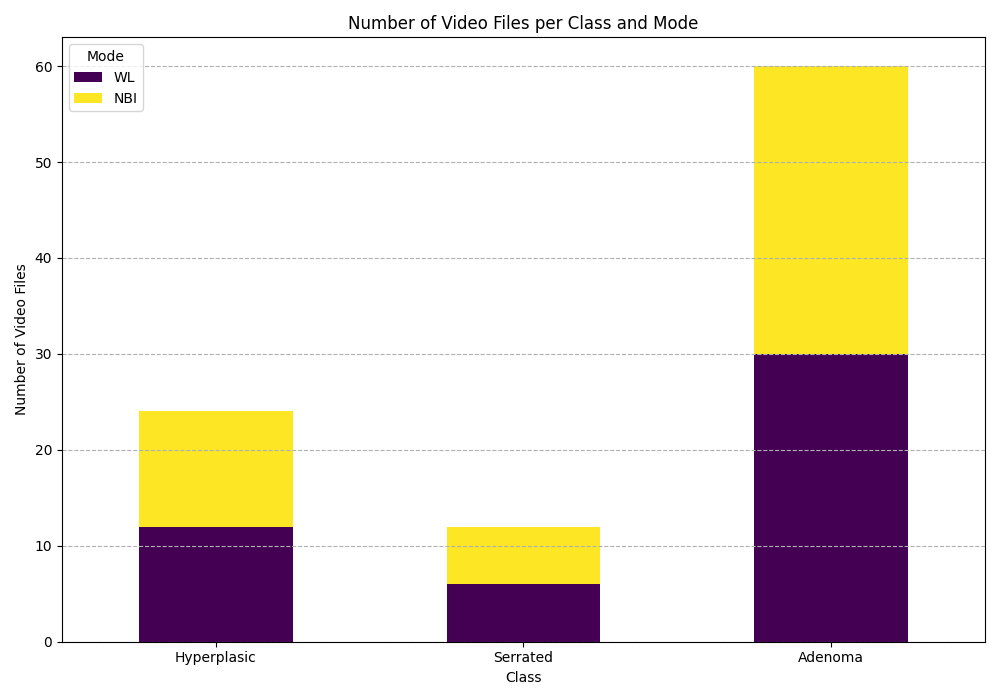 Number of Video Files per Class and Mode
Mode
WL
NBI
Number of Video Files
60
50
40
30
20
10
0
Hyperplasic
Serrated
Adenoma
Class